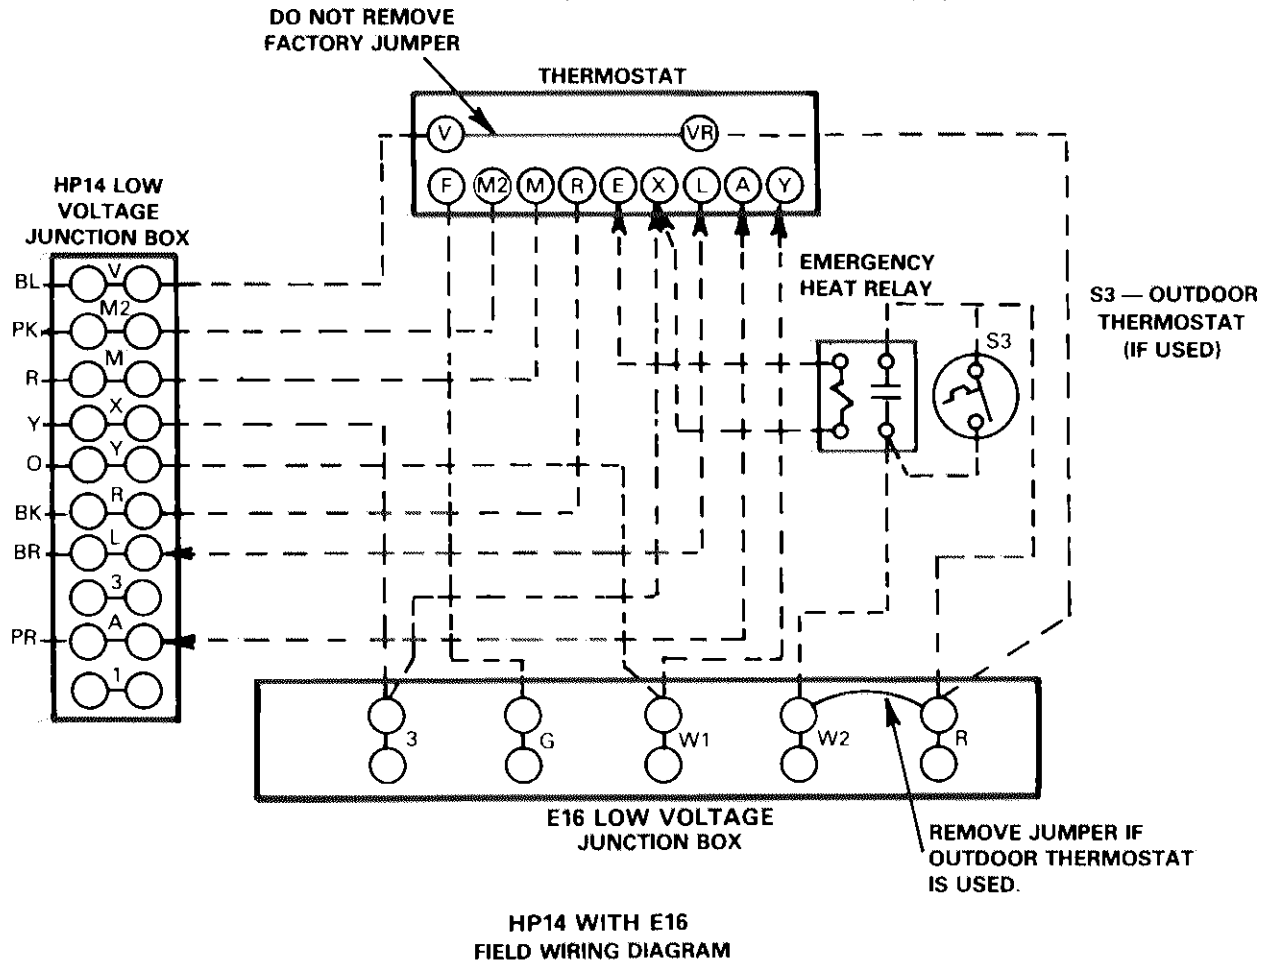 DO NOT REMOVE
FACTORY JUMPER
THERMOSTAT
V
VR
F M2 M R E X L A Y
HP14 LOW
VOLTAGE
JUNCTION BOX
BL V
PK M2
R M
Y X
O Y
BK R
BR L
3
PR A
1
EMERGENCY
HEAT RELAY
S3
S3 — OUTDOOR
THERMOSTAT
(IF USED)
3 G W1 W2 R
E16 LOW VOLTAGE
JUNCTION BOX
REMOVE JUMPER IF
OUTDOOR THERMOSTAT
IS USED.
HP14 WITH E16
FIELD WIRING DIAGRAM